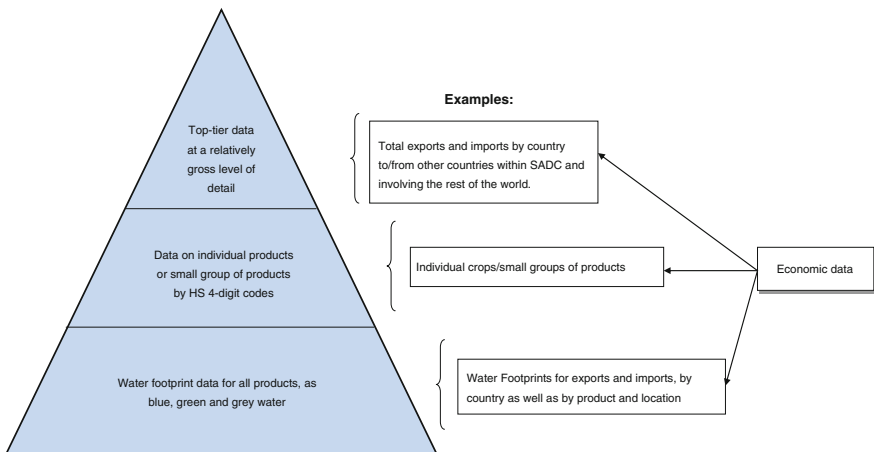 Examples:
Top-tier data
at a relatively
gross level of
detail
Total exports and imports by country
to/from other countries within SADC and
involving the rest of the world.
Data on individual products
or small group of products
by HS 4-digit codes
Individual crops/small groups of products
Economic data
Water footprint data for all products, as
blue, green and grey water
Water Footprints for exports and imports, by
country as well as by product and location